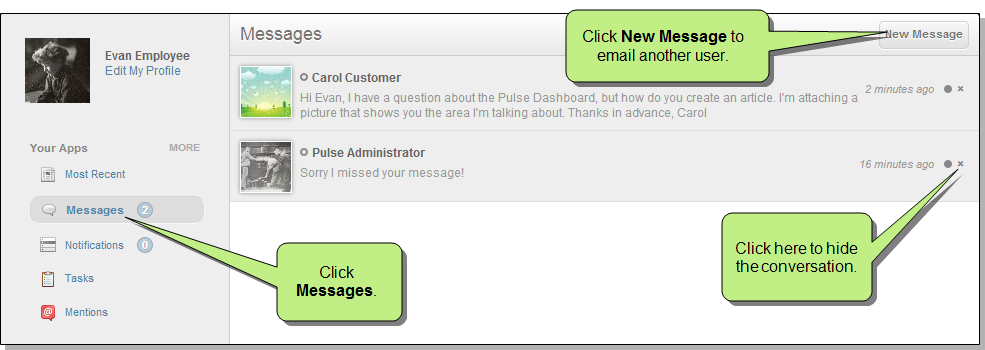 Evan Employee
Edit My Profile
Your Apps MORE
Most Recent
Messages 2
Notifications 0
Tasks
Mentions
Messages
New Message
Click New Message to
email another user.
Carol Customer
Hi Evan, I have a question about the Pulse Dashboard, but how do you create an article. I'm attaching a
picture that shows you the area I'm talking about. Thanks in advance, Carol
2 minutes ago
Pulse Administrator
Sorry I missed your message!
16 minutes ago
Click
Messages.
Click here to hide
the conversation.